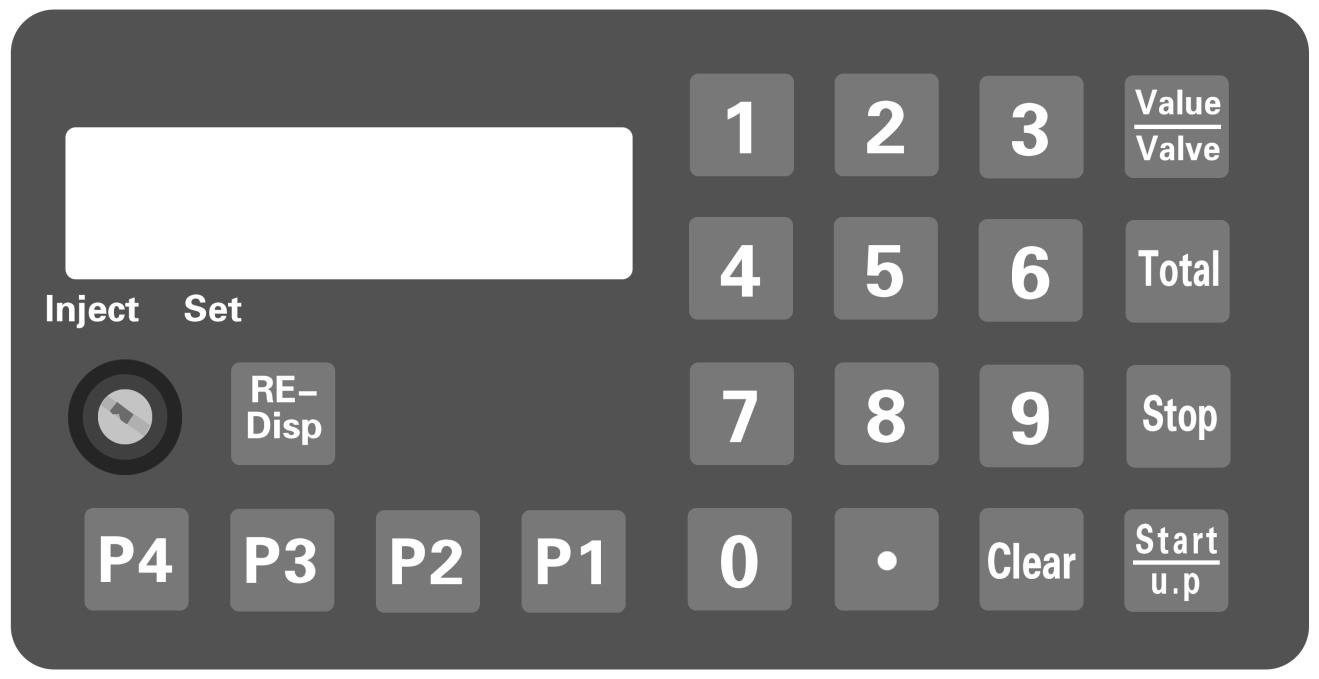 1 2 3 Value
Valve
4 5 6 Total
Inject Set
RE-
Disp
7 8 9 Stop
P4 P3 P2 P1 0 . Clear Start
u.p